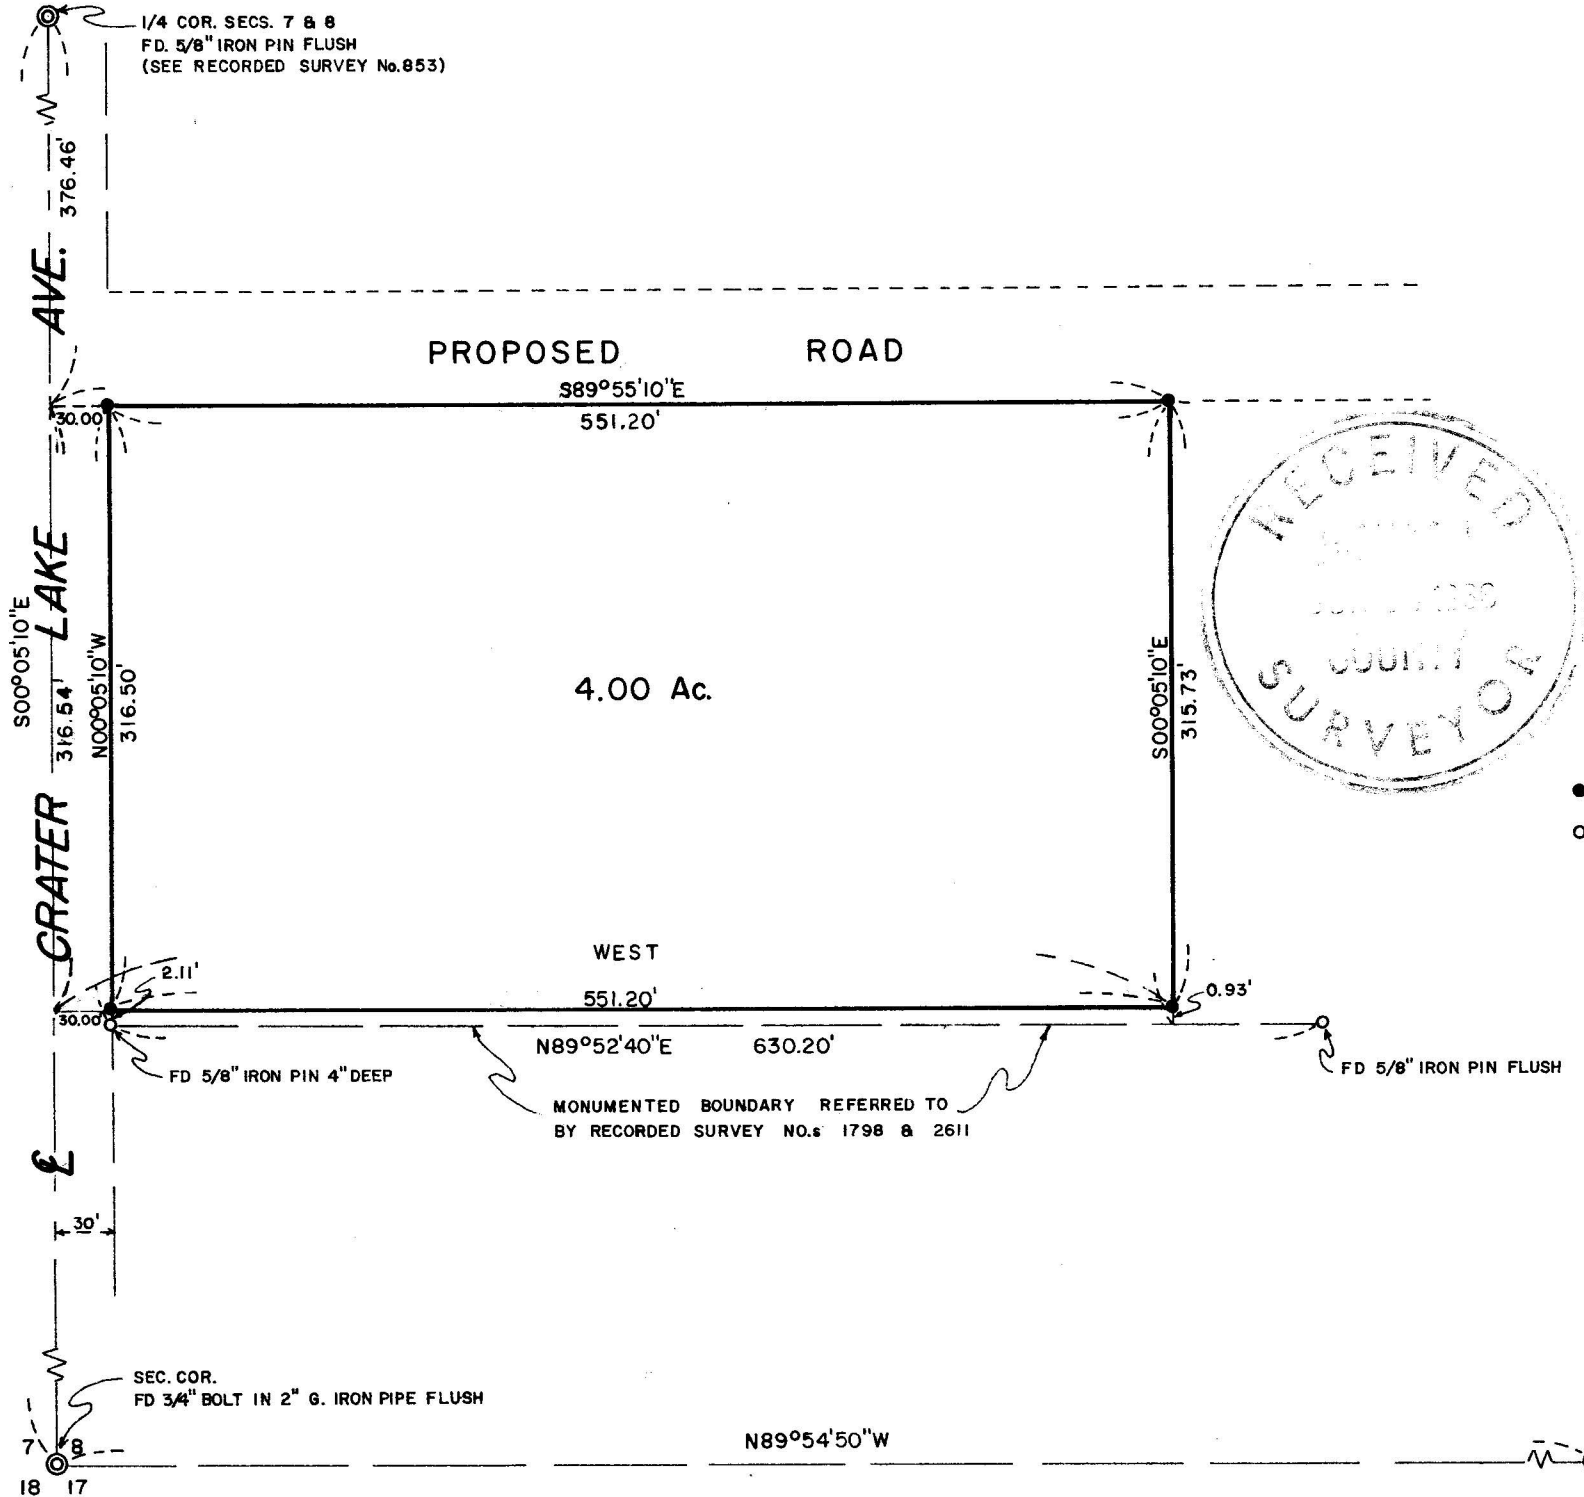 1/4 COR. SECS. 7 & 8
FD. 5/8" IRON PIN FLUSH
(SEE RECORDED SURVEY No.853)
376.46'
CRATER LAKE AVE.
PROPOSED ROAD
S89°55'10"E
551.20'
30.00'
S00°05'10"E
316.54'
N00°05'10"W
316.50'
4.00 Ac.
S00°05'10"E
315.73'
RECEIVED
COUNTY
SURVEYOR
WEST
551.20'
2.11'
0.93'
30.00'
N89°52'40"E 630.20'
FD 5/8" IRON PIN 4" DEEP
FD 5/8" IRON PIN FLUSH
MONUMENTED BOUNDARY REFERRED TO
BY RECORDED SURVEY NO.s 1798 & 2611
℄
30'
SEC. COR.
FD 3/4" BOLT IN 2" G. IRON PIPE FLUSH
N89°54'50"W
7 8
18 17